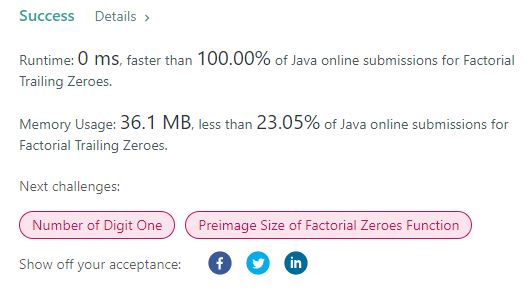 Success Details >
Runtime: 0 ms, faster than 100.00% of Java online submissions for Factorial
Trailing Zeroes.
Memory Usage: 36.1 MB, less than 23.05% of Java online submissions for
Factorial Trailing Zeroes.
Next challenges:
Number of Digit One Preimage Size of Factorial Zeroes Function
Show off your acceptance: f in